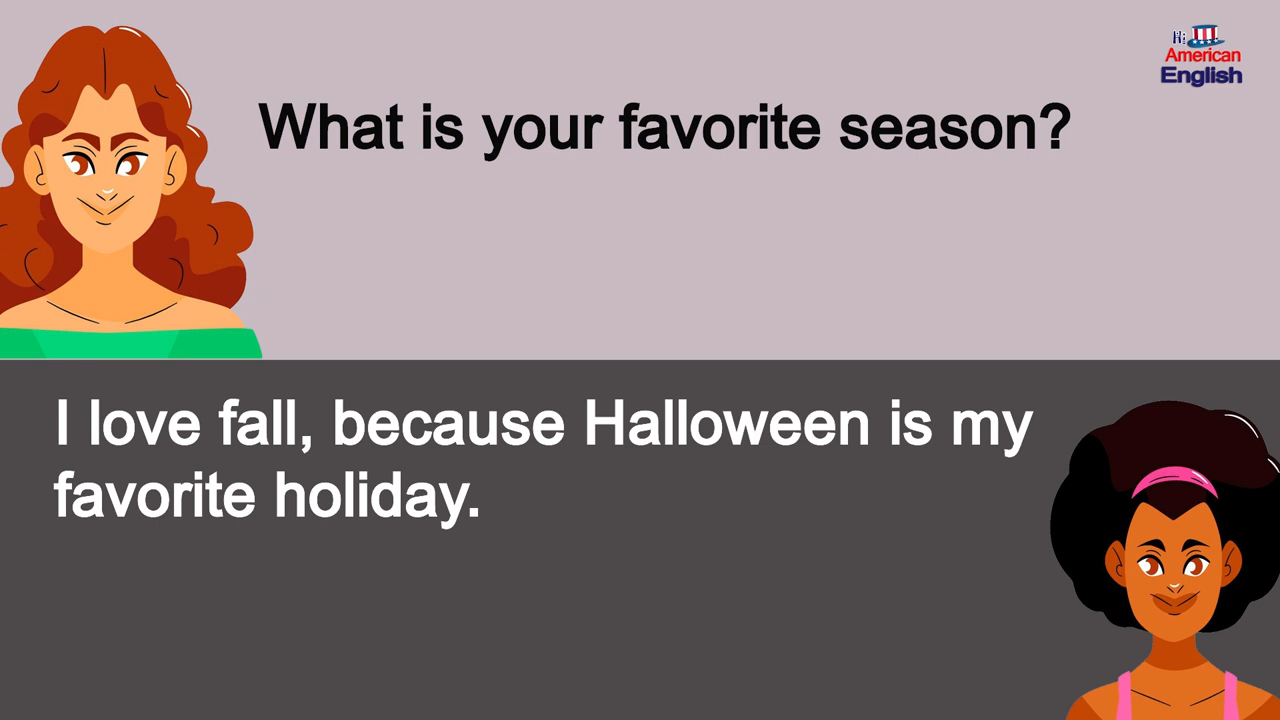 Hi
American
English
What is your favorite season?
I love fall, because Halloween is my
favorite holiday.